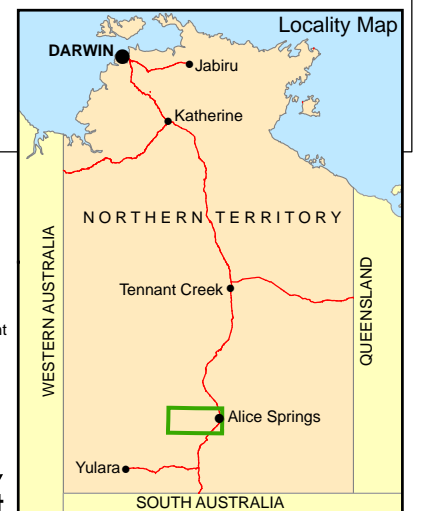 Locality Map
DARWIN
Jabiru
Katherine
NORTHERN TERRITORY
WESTERN AUSTRALIA
QUEENSLAND
Tennant Creek
Alice Springs
Yulara
SOUTH AUSTRALIA